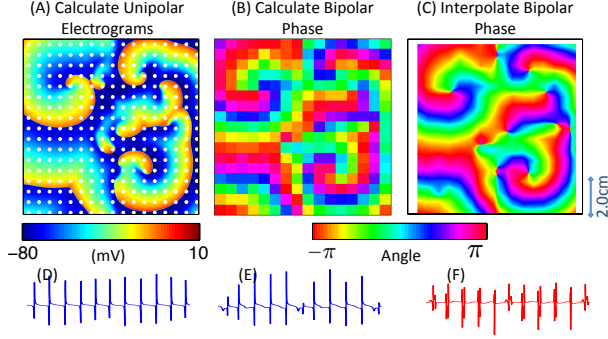 (A) Calculate Unipolar
Electrograms
(B) Calculate Bipolar
Phase
(C) Interpolate Bipolar
Phase
2.0cm
−80
(mV)
10
−π
Angle
π
(D)
(E)
(F)